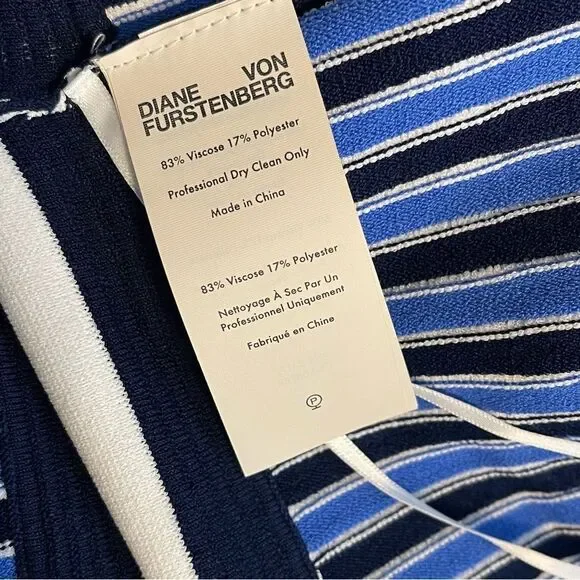 DIANE VON
FURSTENBERG
83% Viscose 17% Polyester
Professional Dry Clean Only
Made in China
83% Viscose 17% Polyester
Nettoyage À Sec Par Un
Professionnel Uniquement
Fabriqué en Chine
P